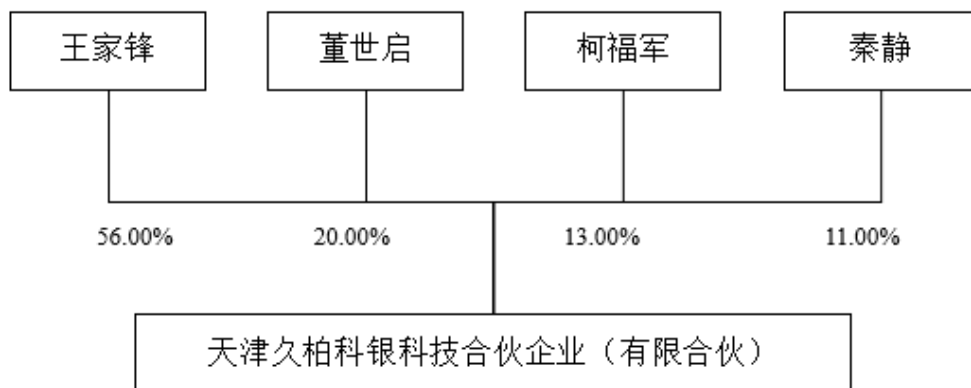 王家锋
董世启
柯福军
秦静
56.00%
20.00%
13.00%
11.00%
天津久柏科银科技合伙企业（有限合伙）